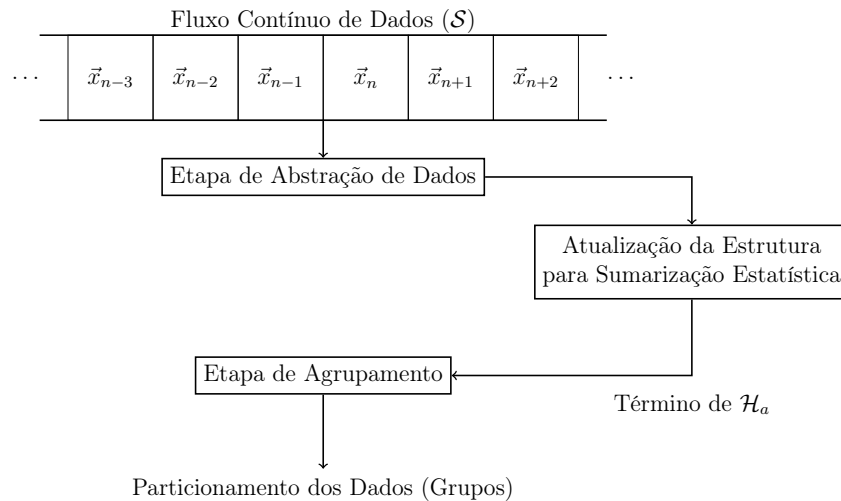 Fluxo Contínuo de Dados (𝒮)
⋯ x⃗ₙ₋₃ x⃗ₙ₋₂ x⃗ₙ₋₁ x⃗ₙ x⃗ₙ₊₁ x⃗ₙ₊₂ ⋯
Etapa de Abstração de Dados
Atualização da Estrutura
para Sumarização Estatística
Etapa de Agrupamento
Término de ℋₐ
Particionamento dos Dados (Grupos)